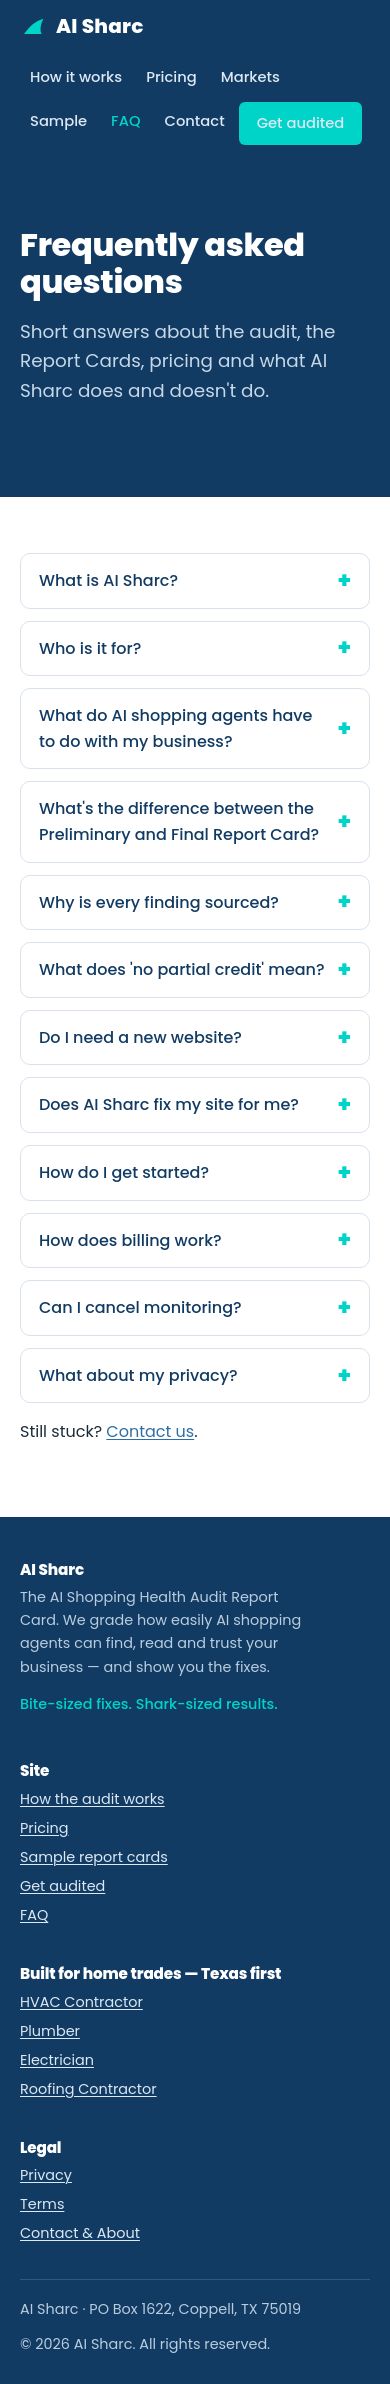 AI Sharc
How it works Pricing Markets
Sample FAQ Contact Get audited
Frequently asked
questions
Short answers about the audit, the
Report Cards, pricing and what AI
Sharc does and doesn't do.
What is AI Sharc?
Who is it for?
What do AI shopping agents have
to do with my business?
What's the difference between the
Preliminary and Final Report Card?
Why is every finding sourced?
What does 'no partial credit' mean?
Do I need a new website?
Does AI Sharc fix my site for me?
How do I get started?
How does billing work?
Can I cancel monitoring?
What about my privacy?
Still stuck? Contact us.
AI Sharc
The AI Shopping Health Audit Report
Card. We grade how easily AI shopping
agents can find, read and trust your
business — and show you the fixes.
Bite-sized fixes. Shark-sized results.
Site
How the audit works
Pricing
Sample report cards
Get audited
FAQ
Built for home trades — Texas first
HVAC Contractor
Plumber
Electrician
Roofing Contractor
Legal
Privacy
Terms
Contact & About
AI Sharc · PO Box 1622, Coppell, TX 75019
© 2026 AI Sharc. All rights reserved.